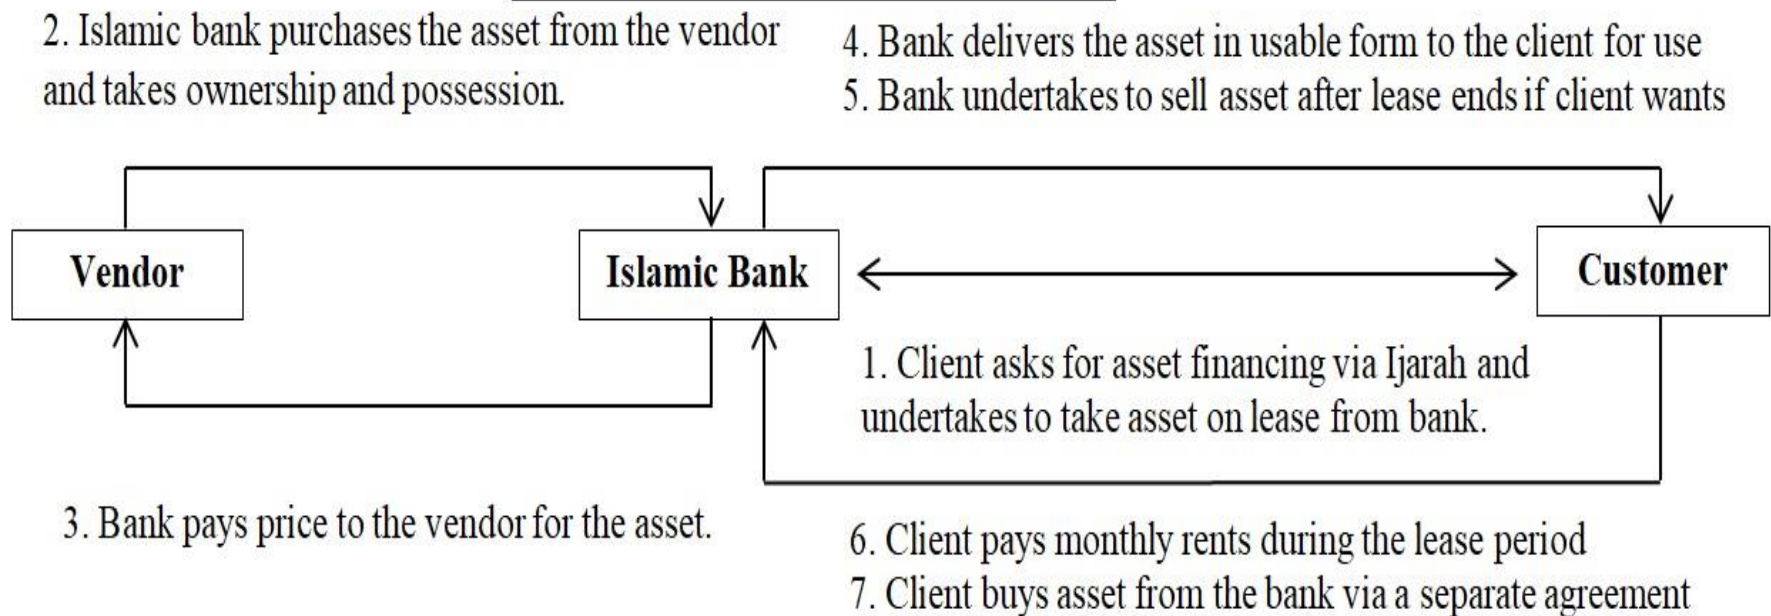 2. Islamic bank purchases the asset from the vendor
and takes ownership and possession.
4. Bank delivers the asset in usable form to the client for use
5. Bank undertakes to sell asset after lease ends if client wants
Vendor
Islamic Bank
Customer
1. Client asks for asset financing via Ijarah and
undertakes to take asset on lease from bank.
3. Bank pays price to the vendor for the asset.
6. Client pays monthly rents during the lease period
7. Client buys asset from the bank via a separate agreement